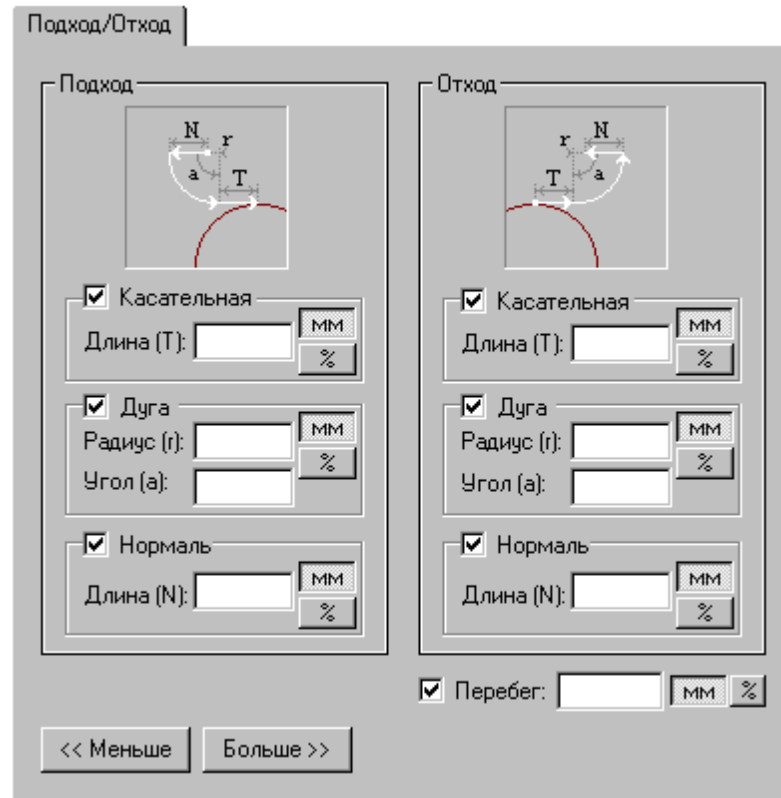 Подход/Отход
Подход
N
r
a
T
Касательная
Длина (T):
мм
%
Дуга
Радиус (r):
мм
%
Угол (a):
Нормаль
Длина (N):
мм
%
Отход
N
r
a
T
Касательная
Длина (T):
мм
%
Дуга
Радиус (r):
мм
%
Угол (a):
Нормаль
Длина (N):
мм
%
Перебег: мм %
<< Меньше Больше >>